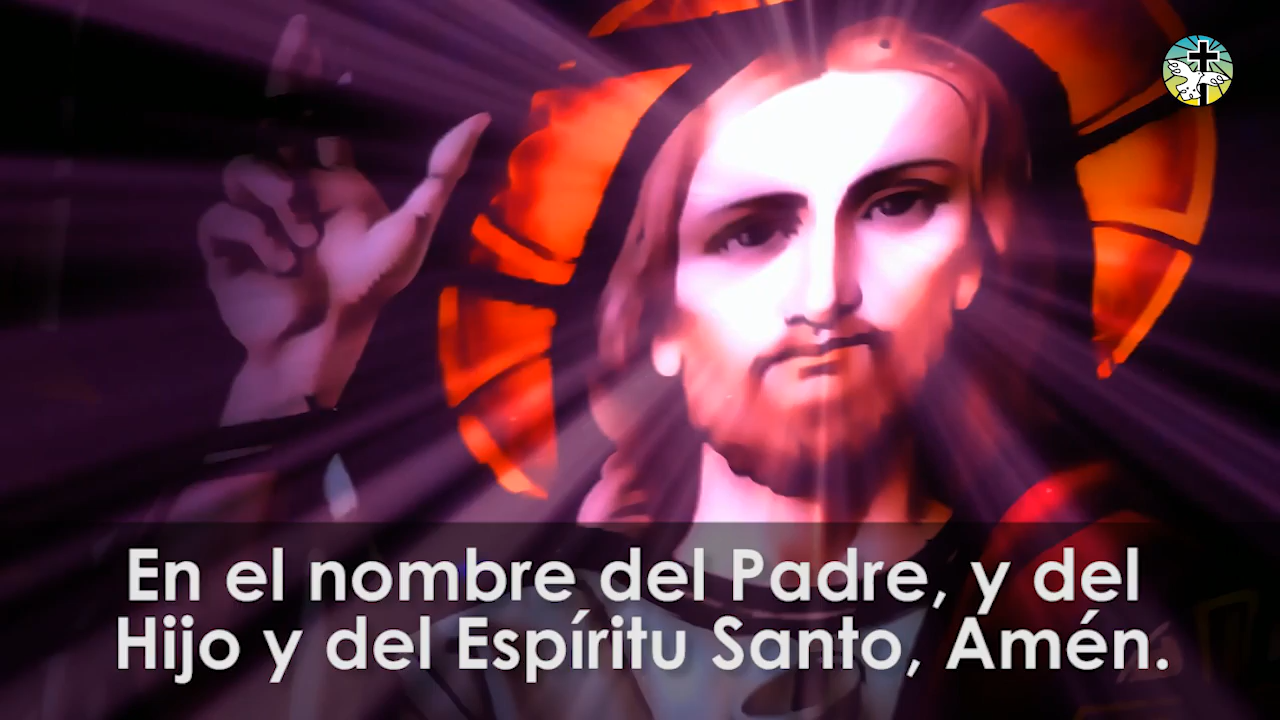 En el nombre del Padre, y del
Hijo y del Espíritu Santo, Amén.